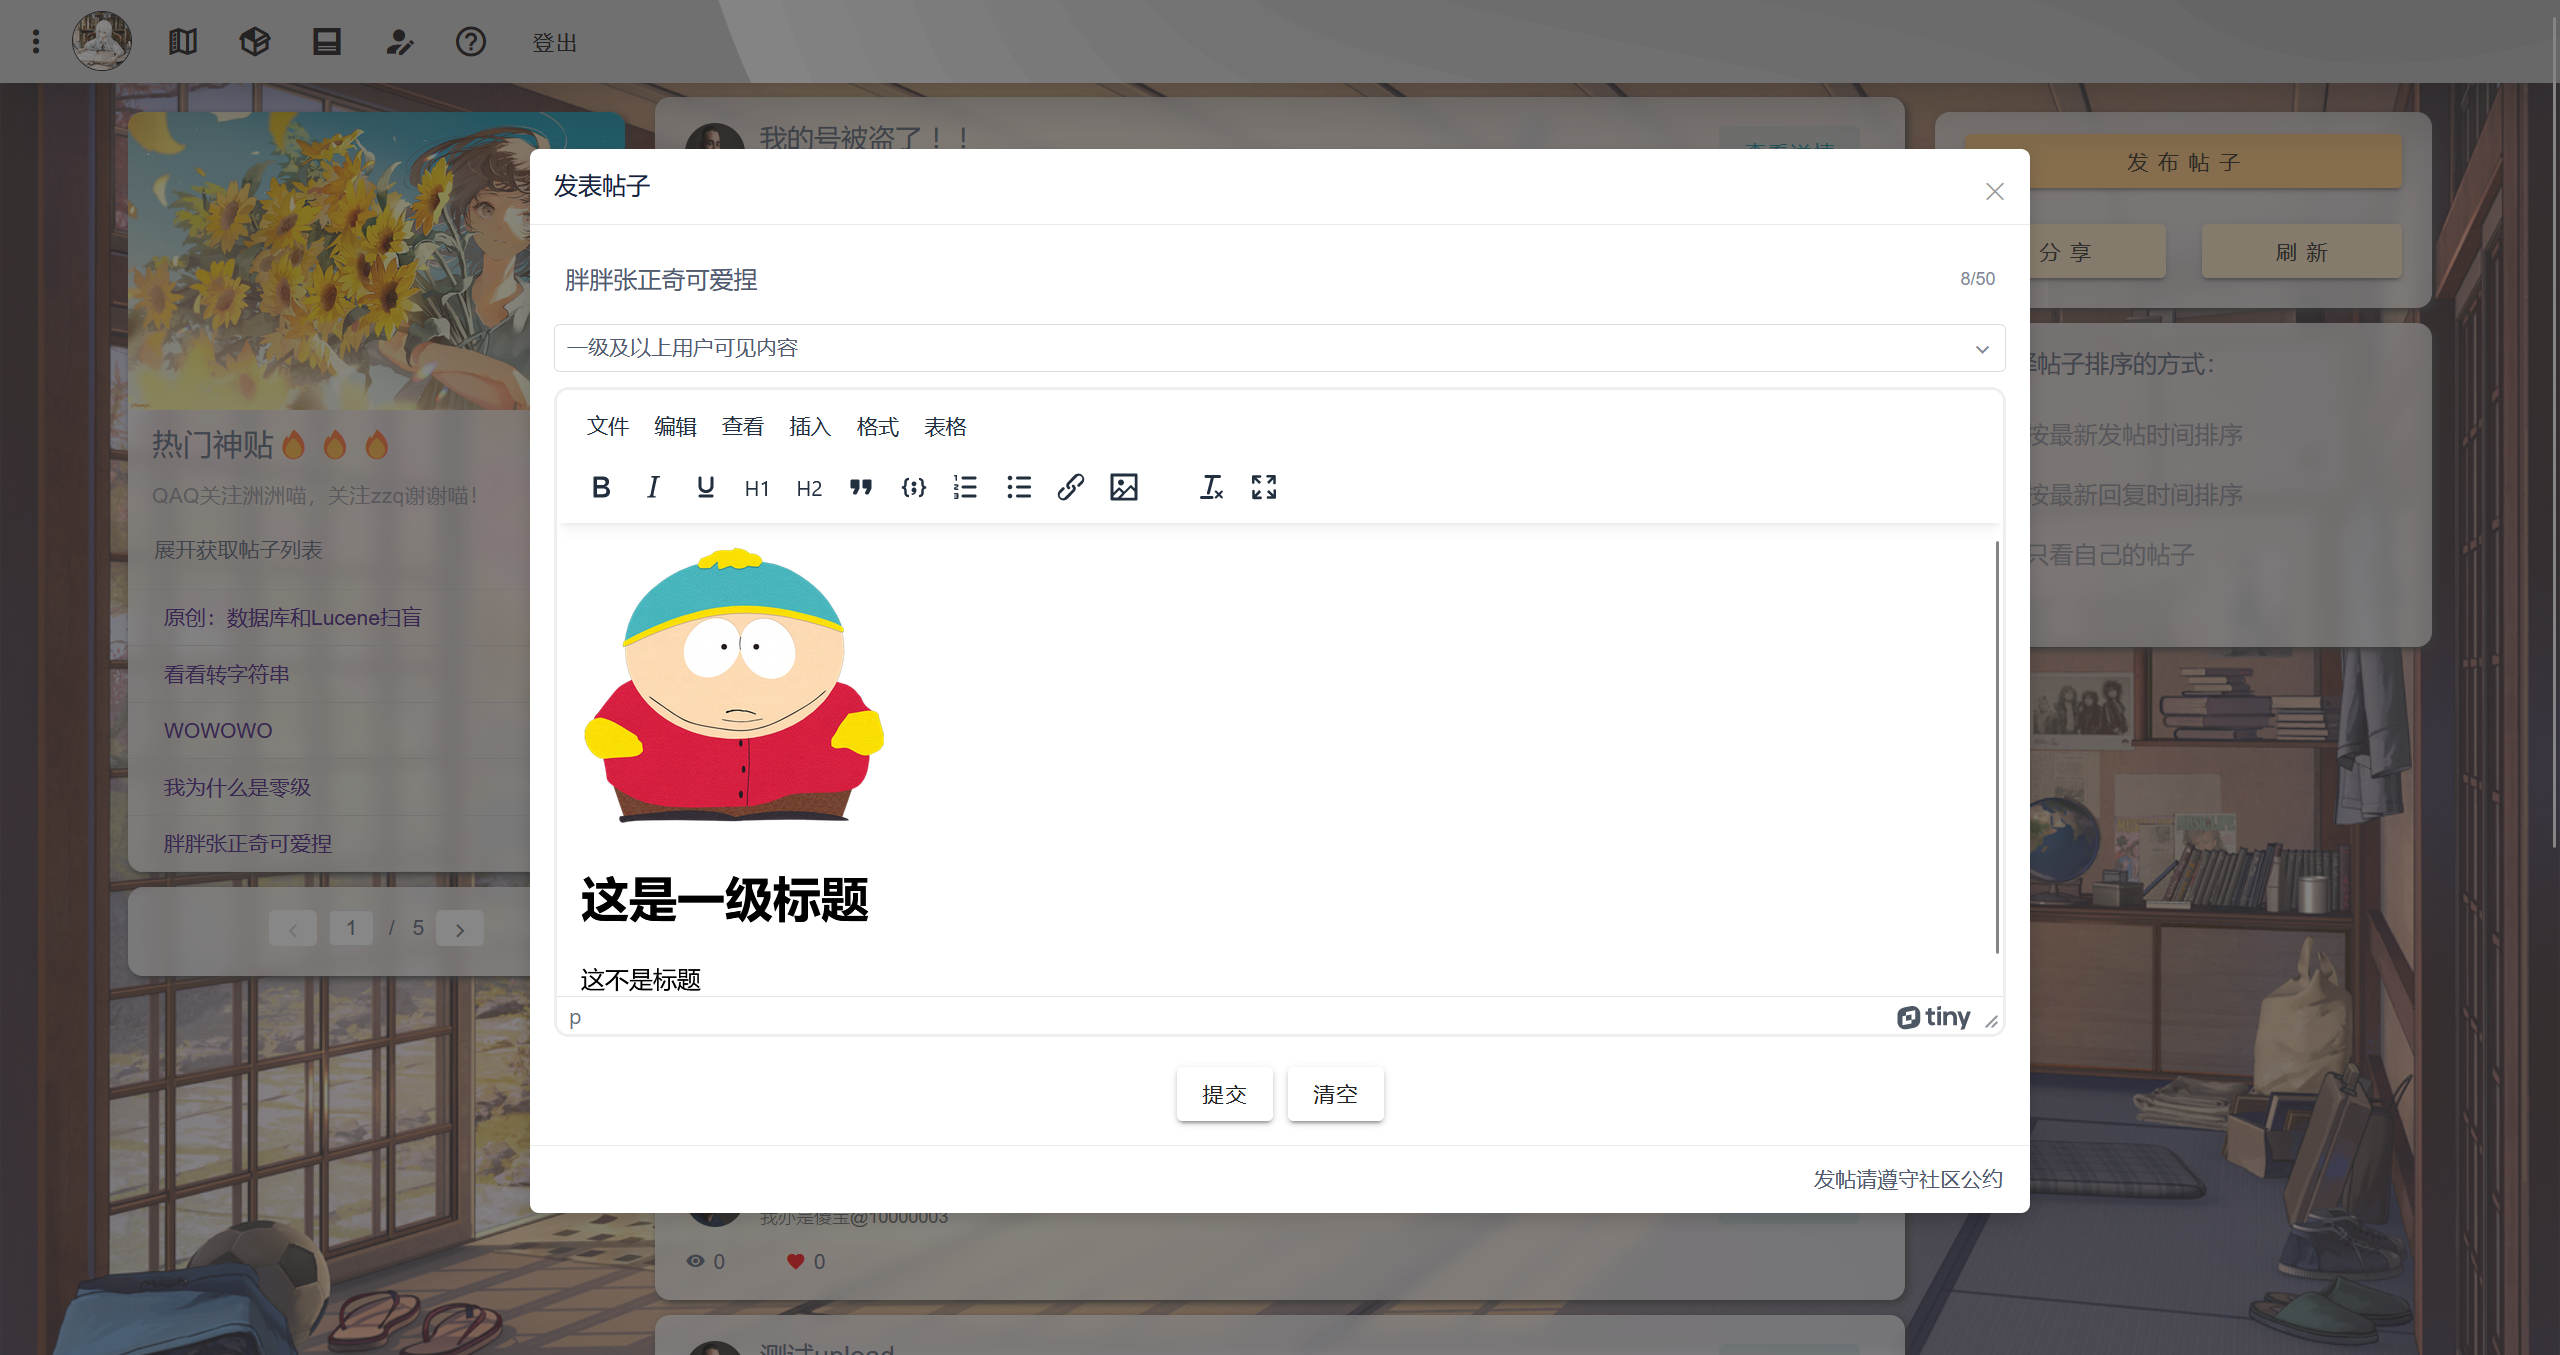 登出
我的号被盗了！！
发布帖子
分享
刷新
帖子排序的方式：
按最新发帖时间排序
按最新回复时间排序
只看自己的帖子
热门神贴
QAQ关注洲洲喵，关注zzq谢谢喵！
展开获取帖子列表
原创：数据库和Lucene扫盲
看看转字符串
WOWOWO
我为什么是零级
胖胖张正奇可爱捏
1 / 5
发表帖子
胖胖张正奇可爱捏 8/50
一级及以上用户可见内容
文件 编辑 查看 插入 格式 表格
B I U H1 H2
这是一级标题
这不是标题
p tiny
提交 清空
发帖请遵守社区公约
我亦是傻宝@10000003
0 0
测试upload